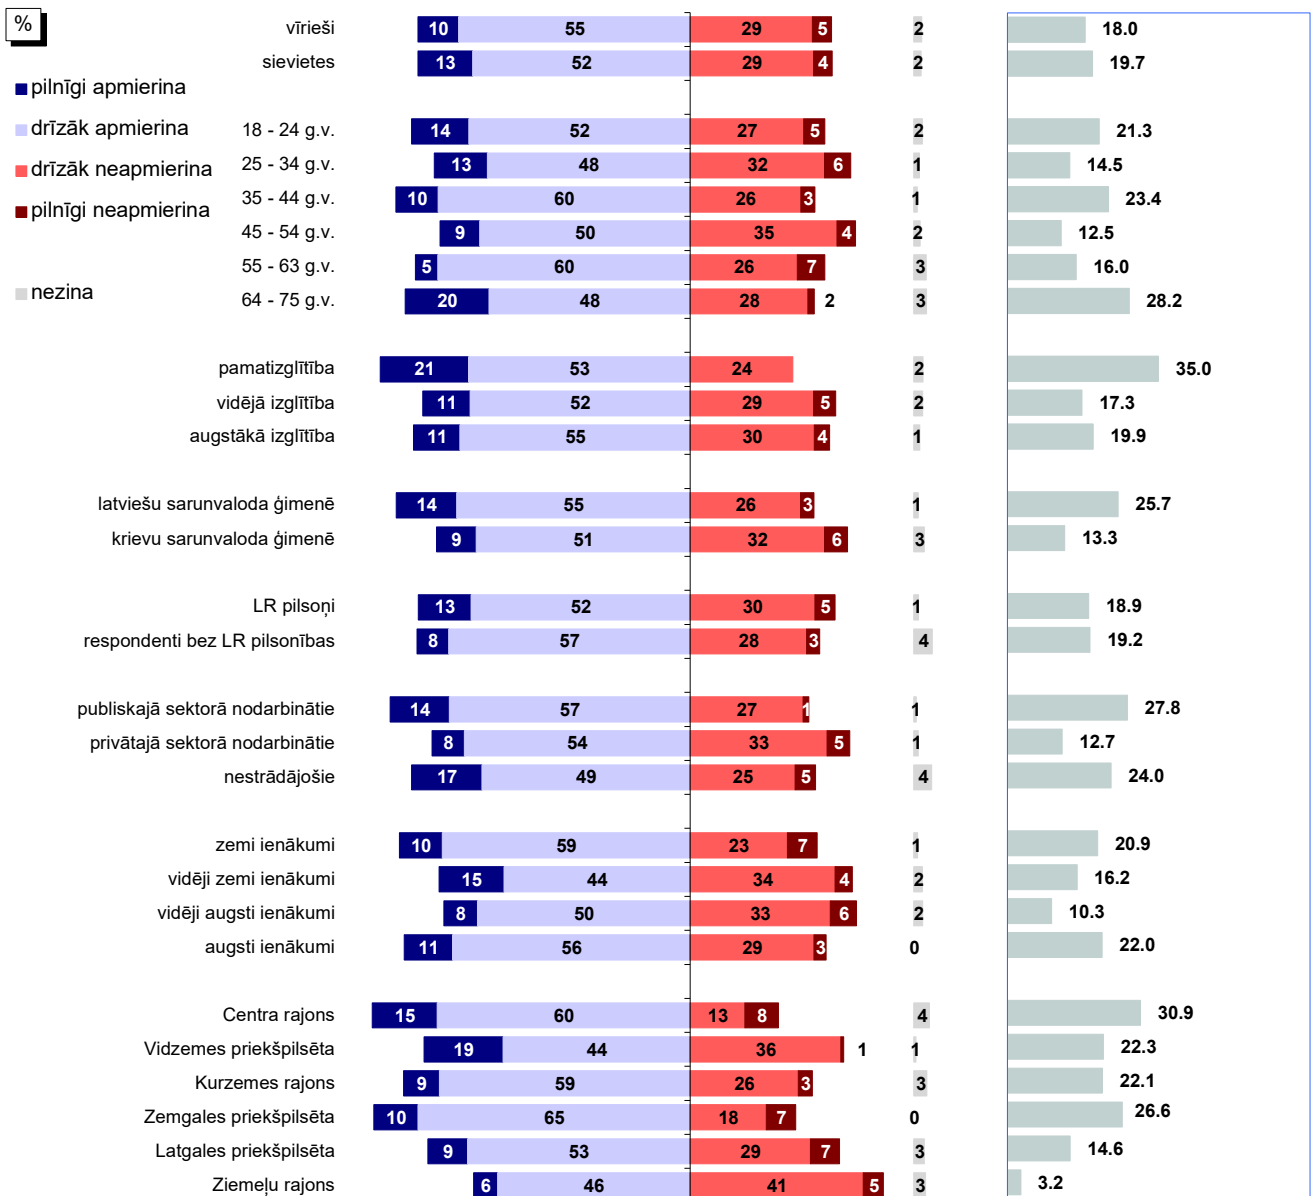 %
pilnīgi apmierina
drīzāk apmierina
drīzāk neapmierina
pilnīgi neapmierina
nezina
vīrieši 10 55 29 5 2 18.0
sievietes 13 52 29 4 2 19.7
18 - 24 g.v. 14 52 27 5 2 21.3
25 - 34 g.v. 13 48 32 6 1 14.5
35 - 44 g.v. 10 60 26 3 1 23.4
45 - 54 g.v. 9 50 35 4 2 12.5
55 - 63 g.v. 5 60 26 7 3 16.0
64 - 75 g.v. 20 48 28 2 3 28.2
pamatizglītība 21 53 24 2 35.0
vidējā izglītība 11 52 29 5 2 17.3
augstākā izglītība 11 55 30 4 1 19.9
latviešu sarunvaloda ģimenē 14 55 26 3 1 25.7
krievu sarunvaloda ģimenē 9 51 32 6 3 13.3
LR pilsoņi 13 52 30 5 1 18.9
respondenti bez LR pilsonības 8 57 28 3 4 19.2
publiskajā sektorā nodarbinātie 14 57 27 1 1 27.8
privātajā sektorā nodarbinātie 8 54 33 5 1 12.7
nestrādājošie 17 49 25 5 4 24.0
zemi ienākumi 10 59 23 7 1 20.9
vidēji zemi ienākumi 15 44 34 4 2 16.2
vidēji augsti ienākumi 8 50 33 6 2 10.3
augsti ienākumi 11 56 29 3 0 22.0
Centra rajons 15 60 13 8 4 30.9
Vidzemes priekšpilsēta 19 44 36 1 1 22.3
Kurzemes rajons 9 59 26 3 3 22.1
Zemgales priekšpilsēta 10 65 18 7 0 26.6
Latgales priekšpilsēta 9 53 29 7 3 14.6
Ziemeļu rajons 6 46 41 5 3 3.2